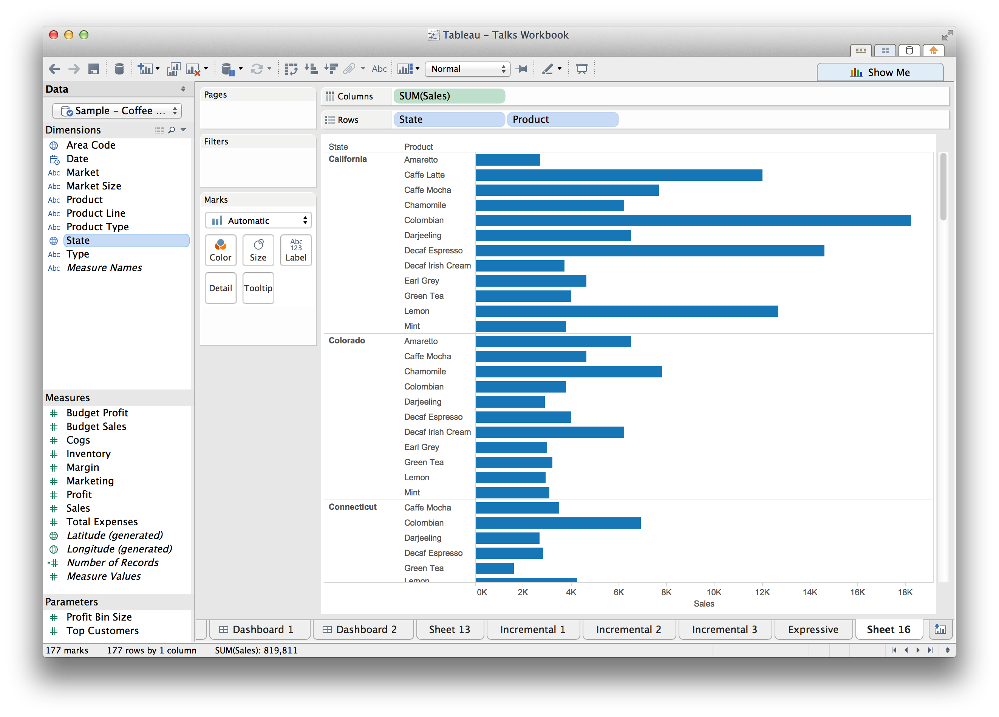 Tableau – Talks Workbook
Abc
Normal
Show Me
Data
Sample – Coffee ...
Dimensions
Area Code
Date
Abc Market
Abc Market Size
Abc Product
Abc Product Line
Abc Product Type
State
Abc Type
Abc Measure Names
Measures
Budget Profit
Budget Sales
Cogs
Inventory
Margin
Marketing
Profit
Sales
Total Expenses
Latitude (generated)
Longitude (generated)
=# Number of Records
Measure Values
Parameters
Profit Bin Size
Top Customers
Pages
Filters
Marks
Automatic
Color
Size
Abc
123
Label
Detail
Tooltip
Columns SUM(Sales)
Rows State Product
State Product
California Amaretto
Caffe Latte
Caffe Mocha
Chamomile
Colombian
Darjeeling
Decaf Espresso
Decaf Irish Cream
Earl Grey
Green Tea
Lemon
Mint
Colorado Amaretto
Caffe Mocha
Chamomile
Colombian
Darjeeling
Decaf Espresso
Decaf Irish Cream
Earl Grey
Green Tea
Lemon
Mint
Connecticut Caffe Mocha
Colombian
Darjeeling
Decaf Espresso
Green Tea
Lemon
0K 2K 4K 6K 8K 10K 12K 14K 16K 18K
Sales
Dashboard 1 Dashboard 2 Sheet 13 Incremental 1 Incremental 2 Incremental 3 Expressive Sheet 16
177 marks 177 rows by 1 column SUM(Sales): 819,811